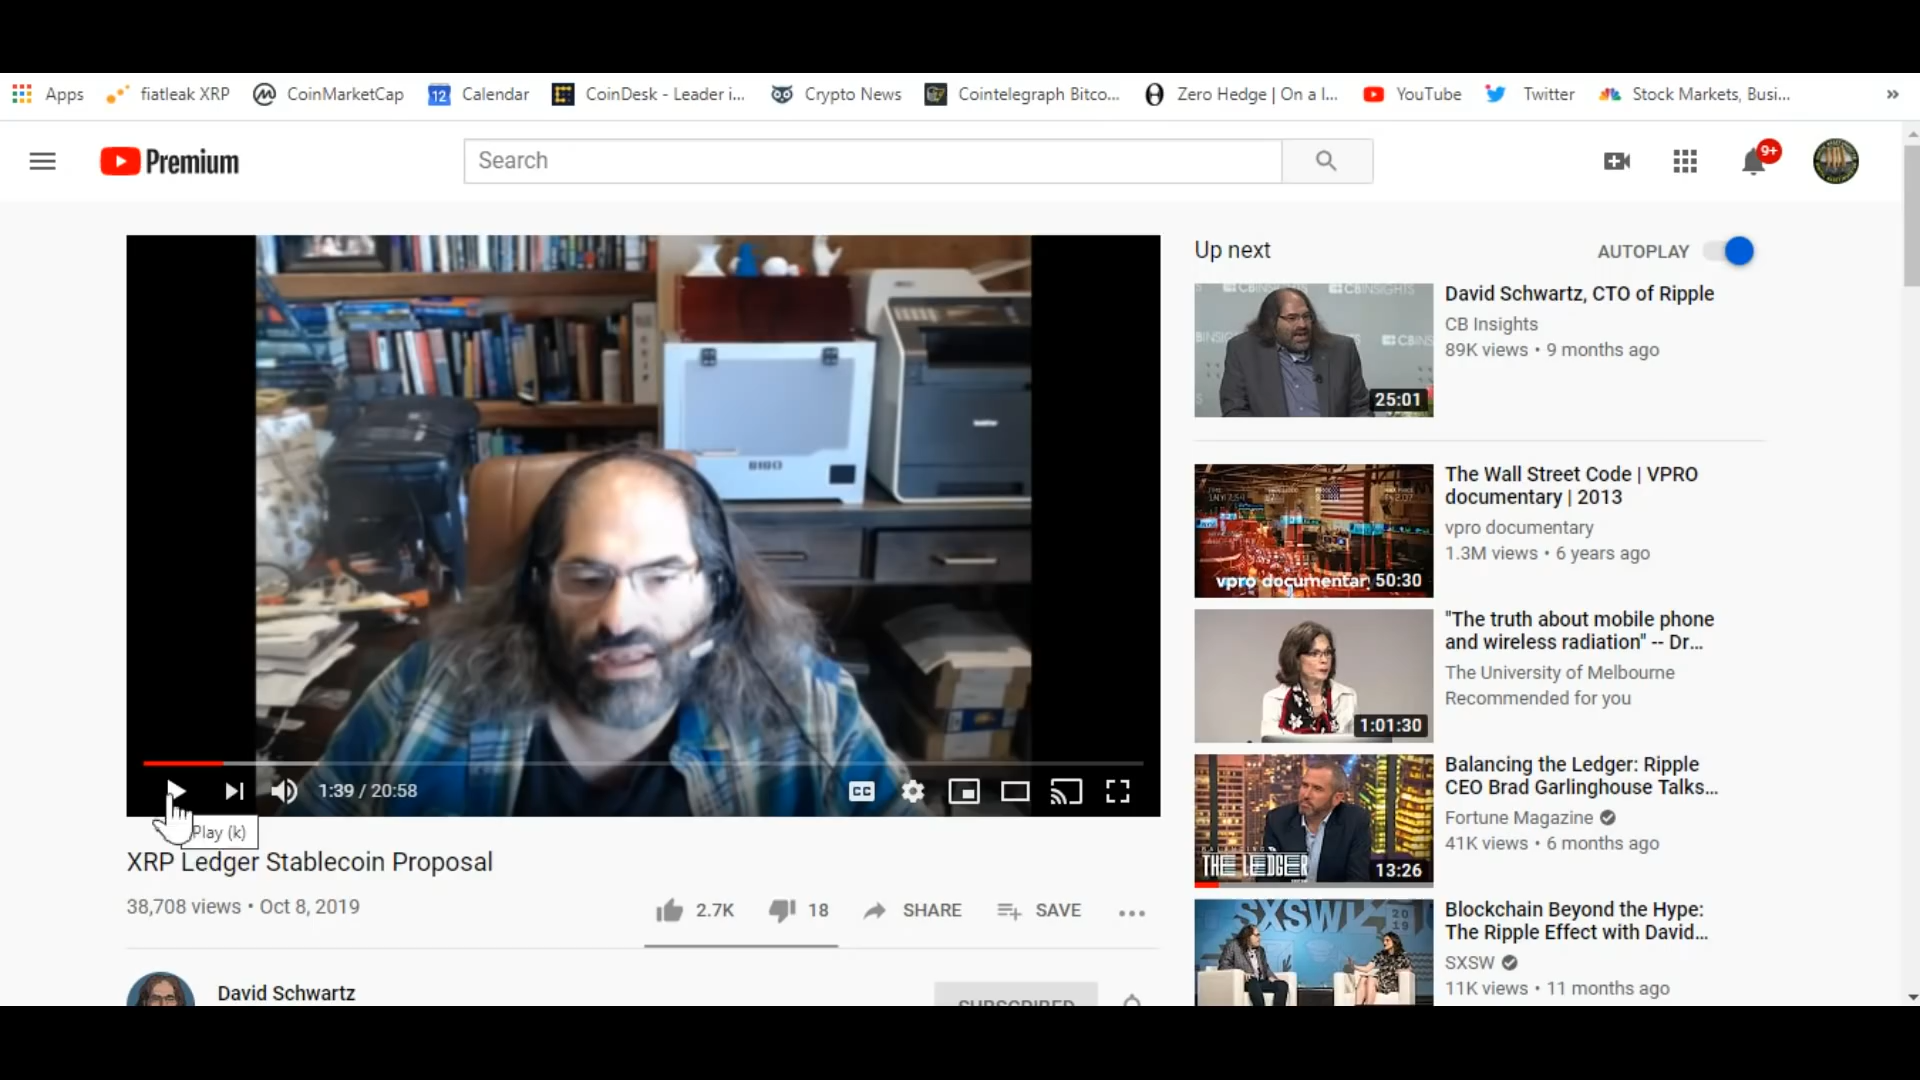 Apps fiatleak XRP CoinMarketCap 12 Calendar CoinDesk - Leader i... Crypto News Cointelegraph Bitco... Zero Hedge | On a l... YouTube Twitter Stock Markets, Busi... »
Premium
Search
9+
Up next
AUTOPLAY
CBINSIGHTS
25:01
David Schwartz, CTO of Ripple
CB Insights
89K views • 9 months ago
vpro documentar
50:30
The Wall Street Code | VPRO
documentary | 2013
vpro documentary
1.3M views • 6 years ago
1:01:30
"The truth about mobile phone
and wireless radiation" -- Dr...
The University of Melbourne
Recommended for you
THE LEDGER
13:26
Balancing the Ledger: Ripple
CEO Brad Garlinghouse Talks...
Fortune Magazine
41K views • 6 months ago
SXSW
2019
Blockchain Beyond the Hype:
The Ripple Effect with David...
SXSW
11K views • 11 months ago
1:39 / 20:58
CC
Play (k)
XRP Ledger Stablecoin Proposal
38,708 views • Oct 8, 2019
2.7K 18 SHARE SAVE
David Schwartz
SUBSCRIBED